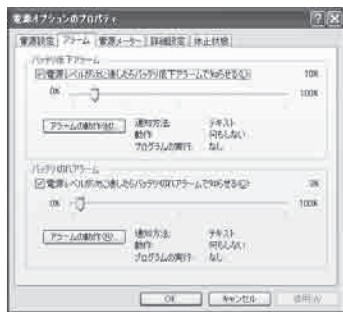 電源オプションのプロパティ
電源設定 アラーム 電源メーター 詳細設定 休止状態
バッテリ低下アラーム
電源レベルが次に達したらバッテリ低下アラームで知らせる(L): 10%
0% 100%
アラームの動作(M)... 通知方法: テキスト
動作: 何もしない
プログラムの実行: なし
バッテリ切れアラーム
電源レベルが次に達したらバッテリ切れアラームで知らせる(C):
0% 100%
アラームの動作(R)... 通知方法: テキスト
動作: 何もしない
プログラムの実行: なし
OK キャンセル 適用(A)